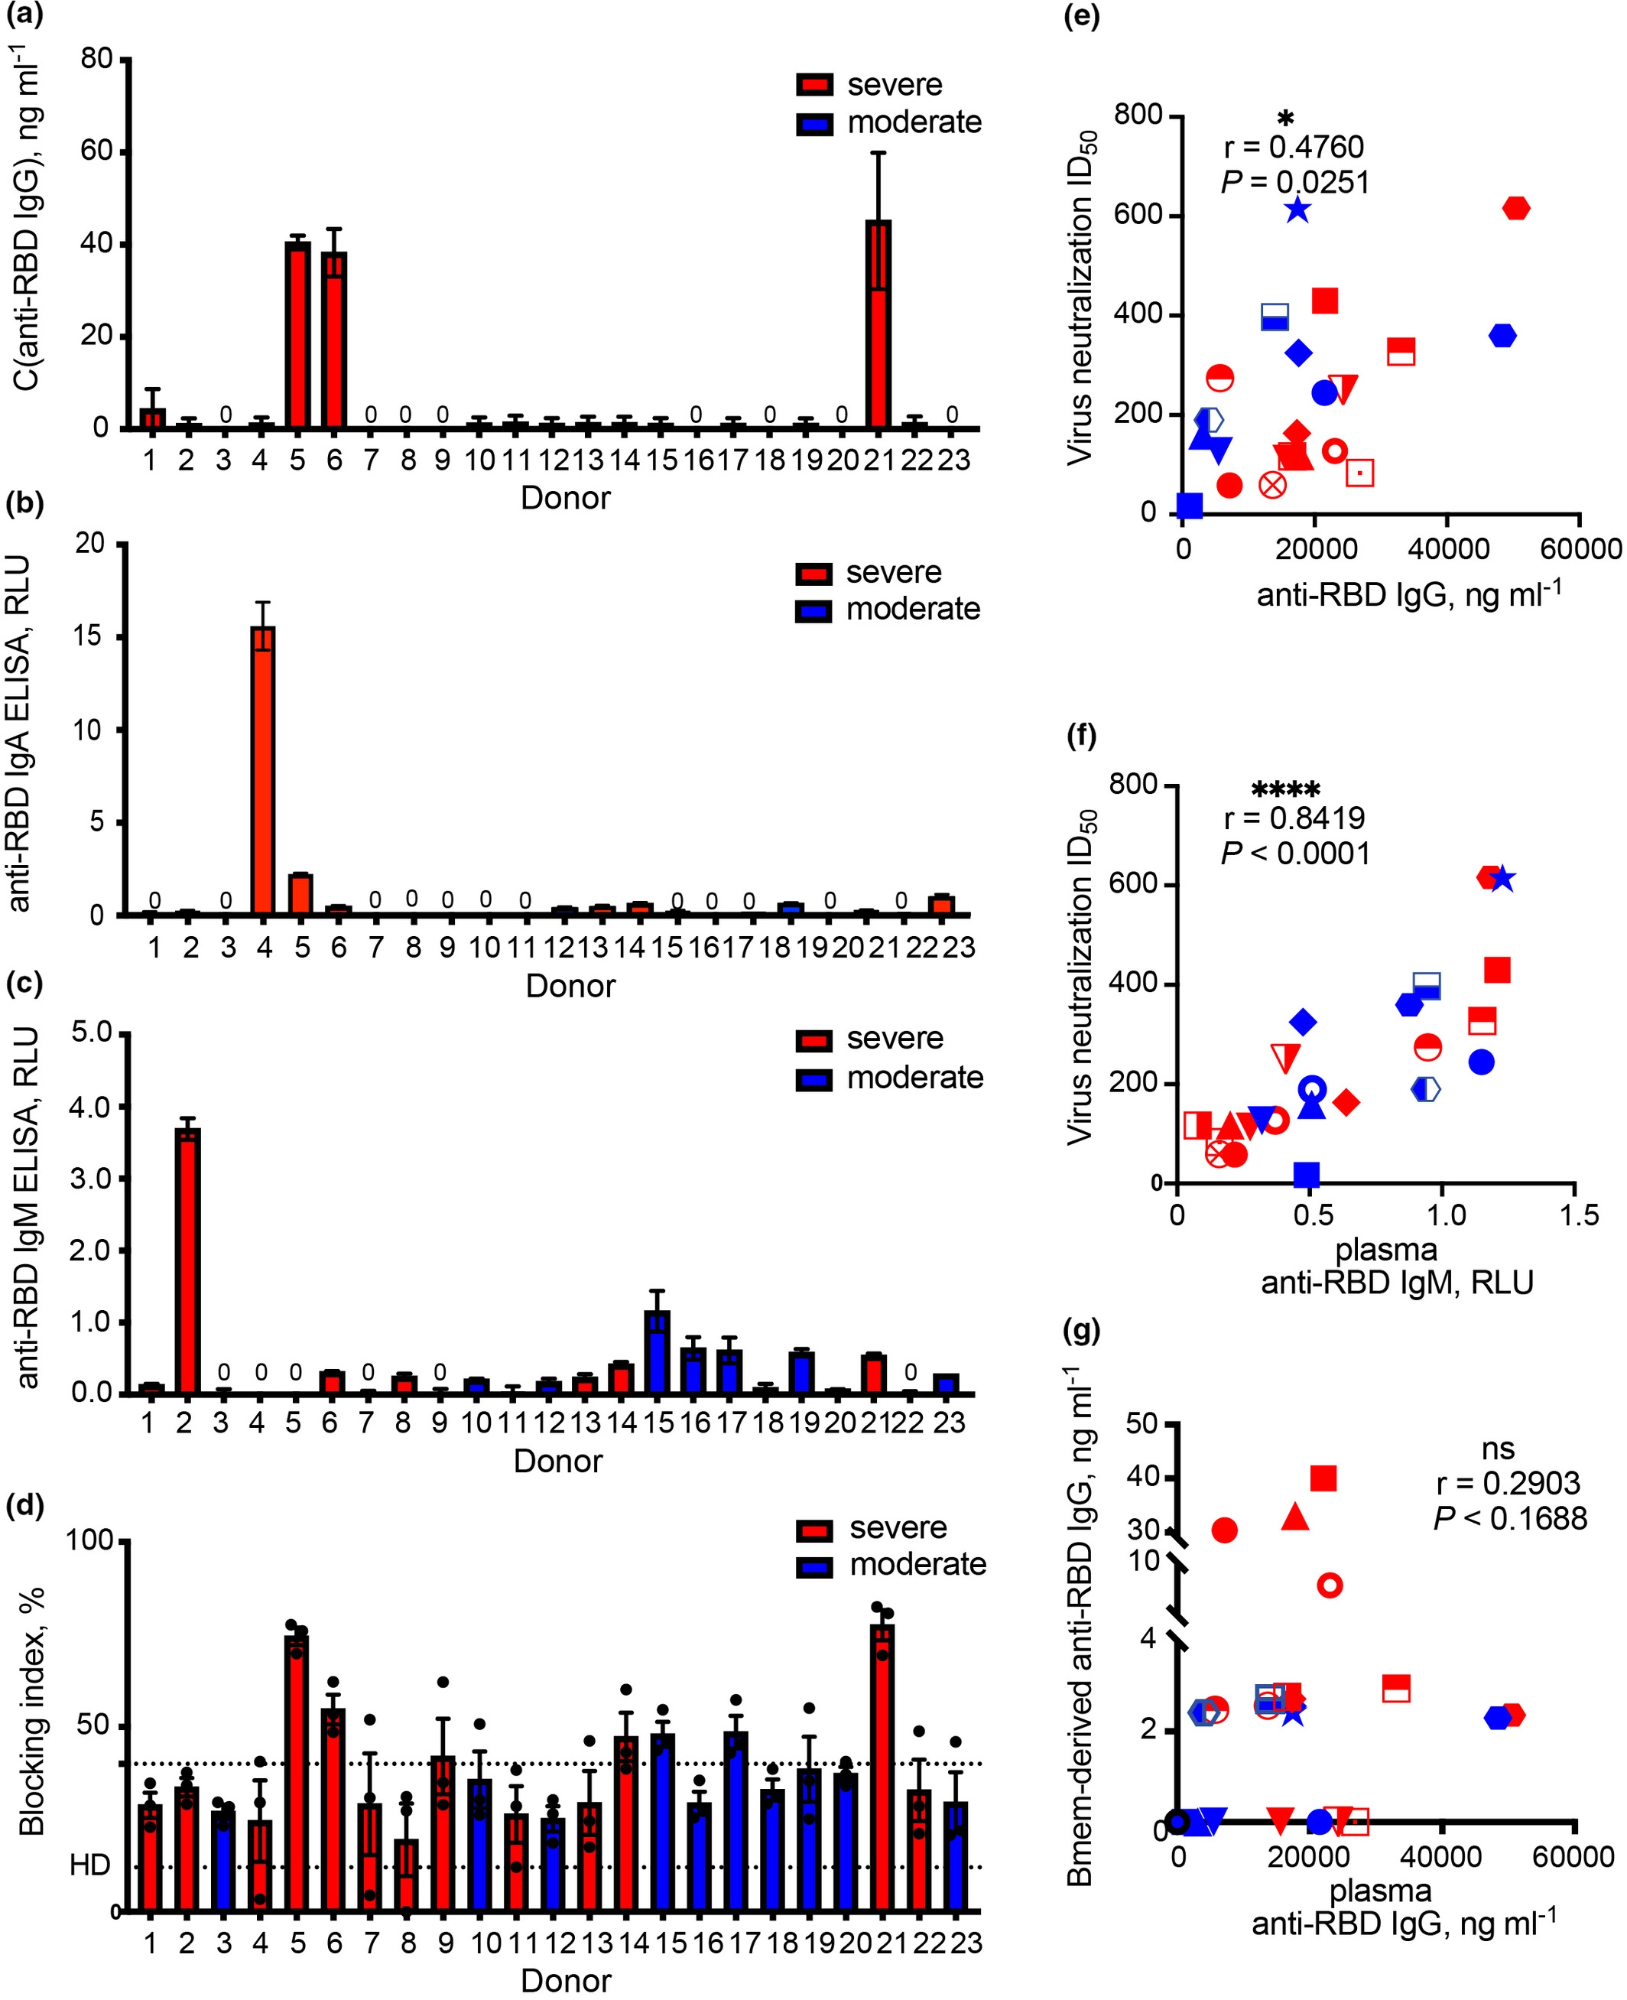 (a)
C(anti-RBD IgG), ng ml-1
80
60
40
20
0
severe
moderate
0 0 0 0 0 0 0 0
1 2 3 4 5 6 7 8 9 10 11 12 13 14 15 16 17 18 19 20 21 22 23
Donor
(b)
anti-RBD IgA ELISA, RLU
20
15
10
5
0
severe
moderate
0 0 0 0 0 0 0 0 0 0 0 0
1 2 3 4 5 6 7 8 9 10 11 12 13 14 15 16 17 18 19 20 21 22 23
Donor
(c)
anti-RBD IgM ELISA, RLU
5.0
4.0
3.0
2.0
1.0
0.0
severe
moderate
0 0 0 0 0 0
1 2 3 4 5 6 7 8 9 10 11 12 13 14 15 16 17 18 19 20 21 22 23
Donor
(d)
Blocking index, %
100
50
HD
0
severe
moderate
1 2 3 4 5 6 7 8 9 10 11 12 13 14 15 16 17 18 19 20 21 22 23
Donor
(e)
Virus neutralization ID50
800
600
400
200
0
*
r = 0.4760
P = 0.0251
0 20000 40000 60000
anti-RBD IgG, ng ml-1
(f)
Virus neutralization ID50
800
600
400
200
0
****
r = 0.8419
P < 0.0001
0 0.5 1.0 1.5
plasma
anti-RBD IgM, RLU
(g)
Bmem-derived anti-RBD IgG, ng ml-1
50
40
30
10
4
2
0
ns
r = 0.2903
P < 0.1688
0 20000 40000 60000
plasma
anti-RBD IgG, ng ml-1